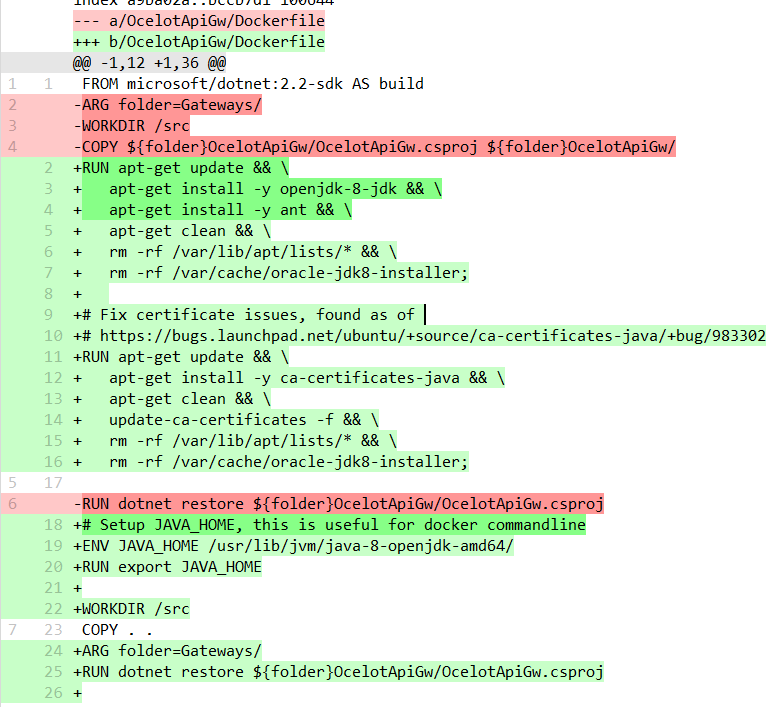 index a9ba02a..bccb7d1 100644
--- a/OcelotApiGw/Dockerfile
+++ b/OcelotApiGw/Dockerfile
@@ -1,12 +1,36 @@
1 1 FROM microsoft/dotnet:2.2-sdk AS build
2 -ARG folder=Gateways/
3 -WORKDIR /src
4 -COPY ${folder}OcelotApiGw/OcelotApiGw.csproj ${folder}OcelotApiGw/
2 +RUN apt-get update && \
3 + apt-get install -y openjdk-8-jdk && \
4 + apt-get install -y ant && \
5 + apt-get clean && \
6 + rm -rf /var/lib/apt/lists/* && \
7 + rm -rf /var/cache/oracle-jdk8-installer;
8 +
9 +# Fix certificate issues, found as of
10 +# https://bugs.launchpad.net/ubuntu/+source/ca-certificates-java/+bug/983302
11 +RUN apt-get update && \
12 + apt-get install -y ca-certificates-java && \
13 + apt-get clean && \
14 + update-ca-certificates -f && \
15 + rm -rf /var/lib/apt/lists/* && \
16 + rm -rf /var/cache/oracle-jdk8-installer;
5 17
6 -RUN dotnet restore ${folder}OcelotApiGw/OcelotApiGw.csproj
18 +# Setup JAVA_HOME, this is useful for docker commandline
19 +ENV JAVA_HOME /usr/lib/jvm/java-8-openjdk-amd64/
20 +RUN export JAVA_HOME
21 +
22 +WORKDIR /src
7 23 COPY . .
24 +ARG folder=Gateways/
25 +RUN dotnet restore ${folder}OcelotApiGw/OcelotApiGw.csproj
26 +